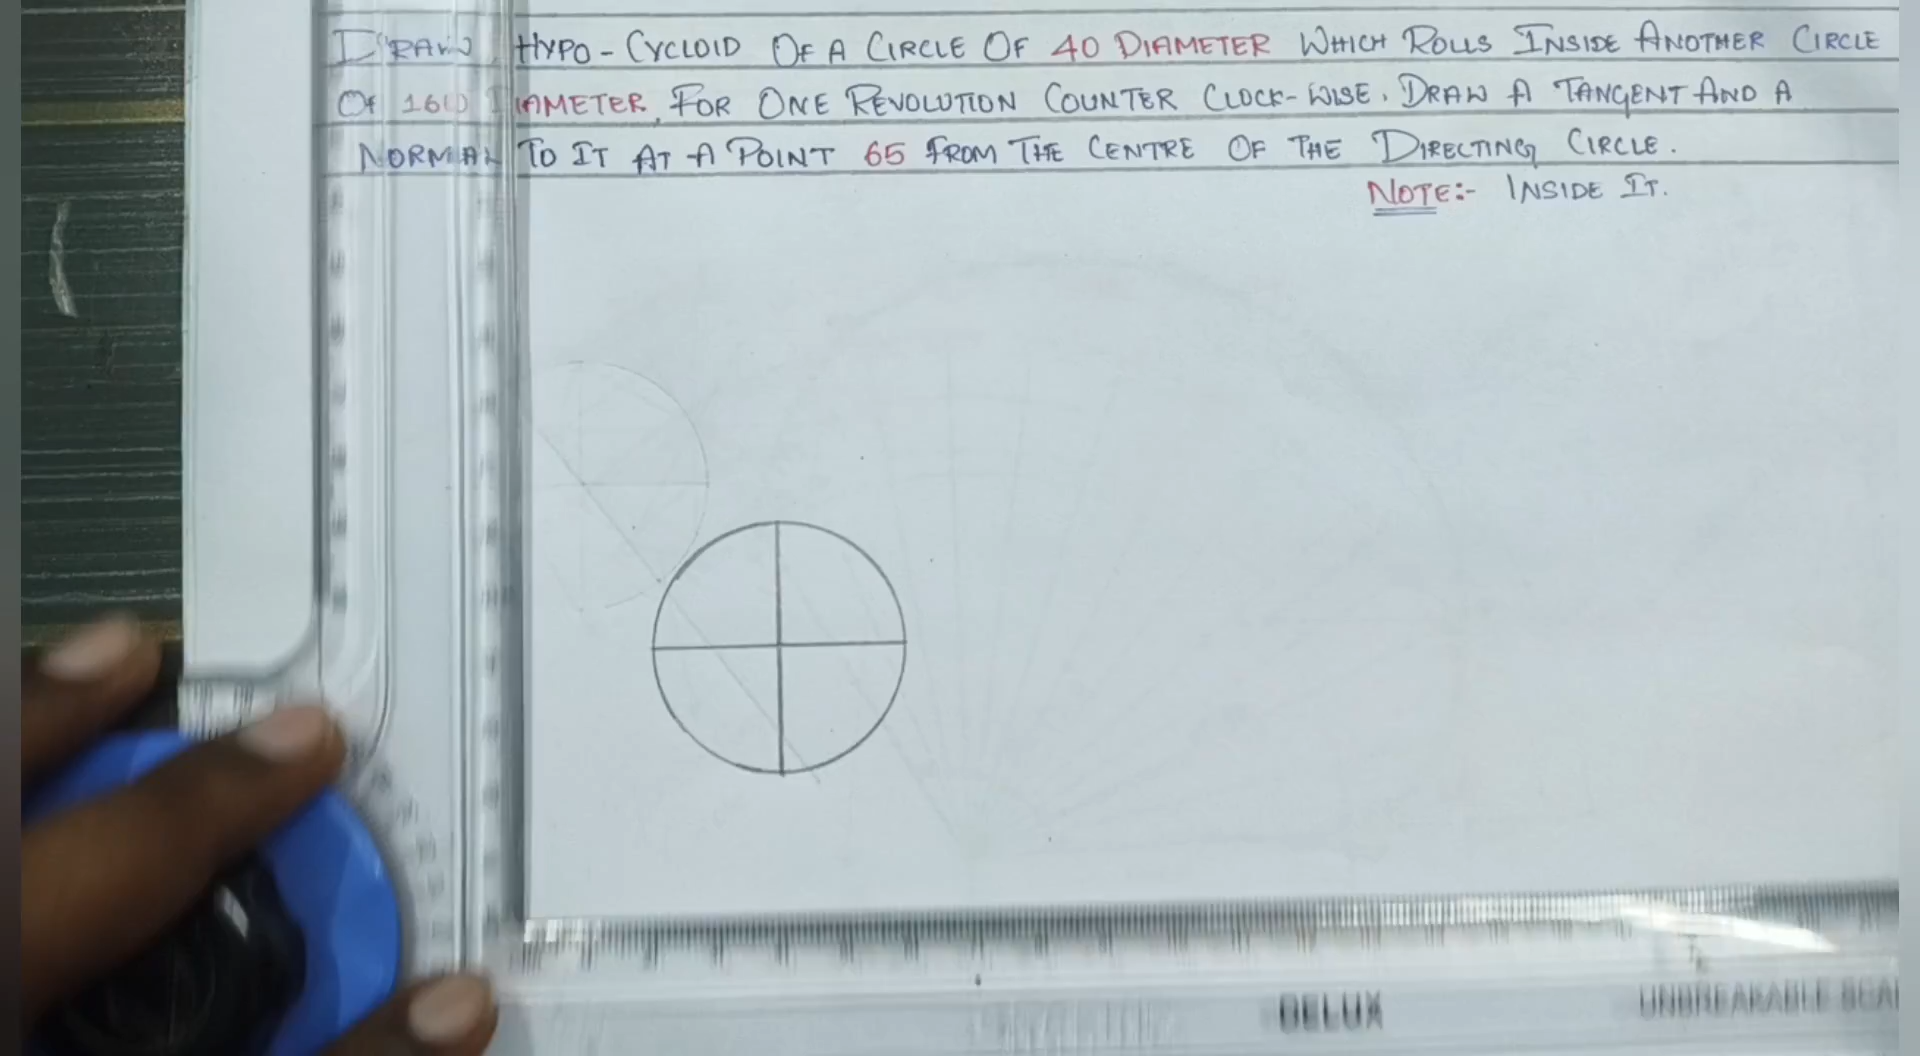 DRAW HYPO-CYCLOID OF A CIRCLE OF 40 DIAMETER WHICH ROLLS INSIDE ANOTHER CIRCLE
OF 160 DIAMETER, FOR ONE REVOLUTION COUNTER CLOCK-WISE. DRAW A TANGENT AND A
NORMAL TO IT AT A POINT 65 FROM THE CENTRE OF THE DIRECTING CIRCLE.
NOTE:- INSIDE IT.
DELUX
UNBREAKABLE